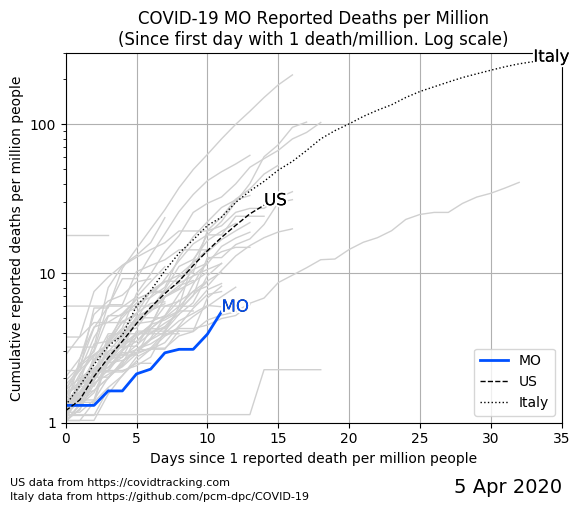 COVID-19 MO Reported Deaths per Million
(Since first day with 1 death/million. Log scale)
Cumulative reported deaths per million people
100
10
1
Italy
US
MO
MO
US
Italy
0 5 10 15 20 25 30 35
Days since 1 reported death per million people
US data from https://covidtracking.com
Italy data from https://github.com/pcm-dpc/COVID-19
5 Apr 2020